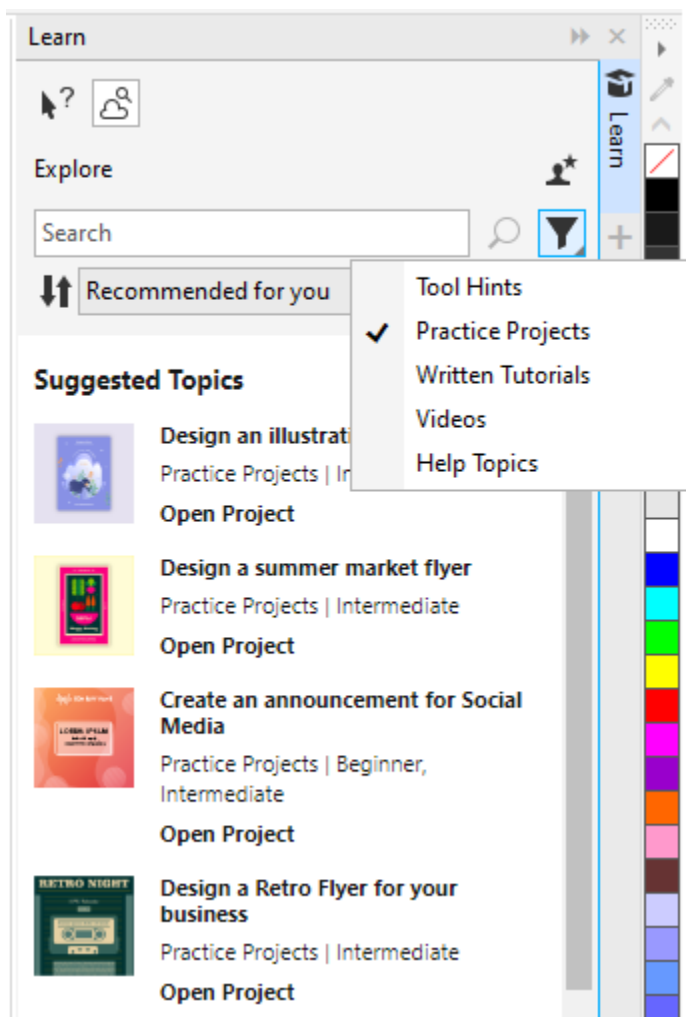 Learn
?
Learn
Explore
Search
Recommended for you
Tool Hints
Practice Projects
Written Tutorials
Videos
Help Topics
Suggested Topics
Design an
Practice Projects |
Open Project
Design a summer market flyer
Practice Projects | Intermediate
Open Project
LOREM IPSUM
Create an announcement for Social
Media
Practice Projects | Beginner,
Intermediate
Open Project
RETRO NIGHT
Design a Retro Flyer for your
business
Practice Projects | Intermediate
Open Project